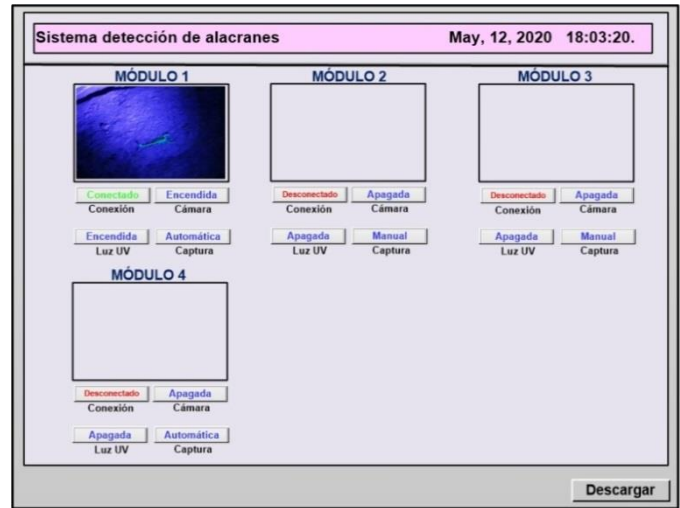 Sistema detección de alacranes May, 12, 2020 18:03:20.
MÓDULO 1 MÓDULO 2 MÓDULO 3
Conectado Encendida Desconectado Apagada Desconectado Apagada
Conexión Cámara Conexión Cámara Conexión Cámara
Encendida Automática Apagada Manual Apagada Manual
Luz UV Captura Luz UV Captura Luz UV Captura
MÓDULO 4
Desconectado Apagada
Conexión Cámara
Apagada Automática
Luz UV Captura
Descargar